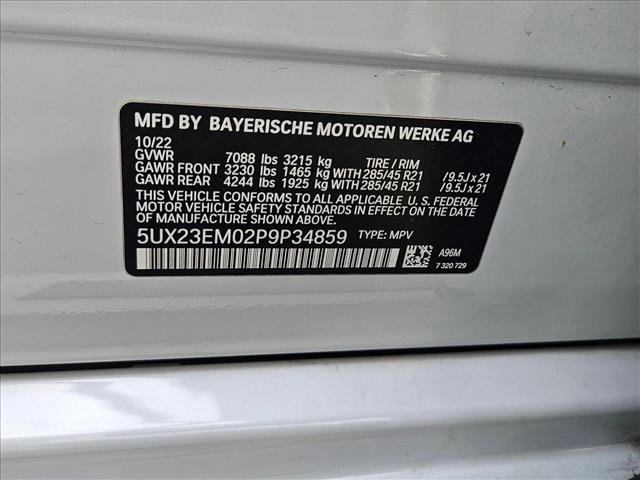 MFD BY BAYERISCHE MOTOREN WERKE AG
10/22
GVWR 7088 lbs 3215 kg TIRE / RIM
GAWR FRONT 3230 lbs 1465 kg WITH 285/45 R21 /9.5J x 21
GAWR REAR 4244 lbs 1925 kg WITH 285/45 R21 /9.5J x 21
THIS VEHICLE CONFORMS TO ALL APPLICABLE U. S. FEDERAL
MOTOR VEHICLE SAFETY STANDARDS IN EFFECT ON THE DATE
OF MANUFACTURE SHOWN ABOVE.
5UX23EM02P9P34859 TYPE: MPV
A96M
7 320 729